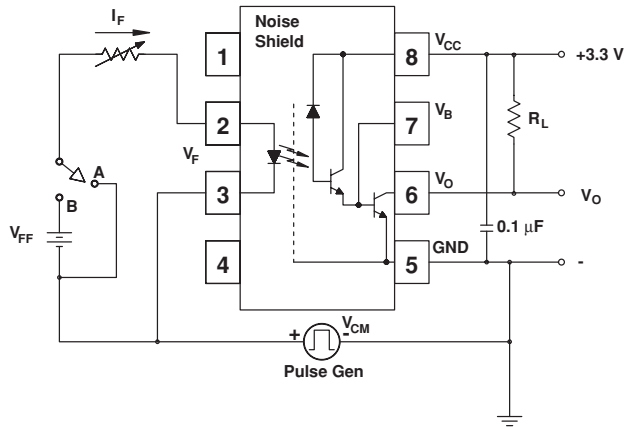 I_F
Noise
Shield
1
8
V_CC
+3.3 V
2
7
V_B
R_L
V_F
A
3
6
V_O
V_O
B
0.1 μF
V_FF
4
5
GND
-
+
V_CM
-
Pulse Gen